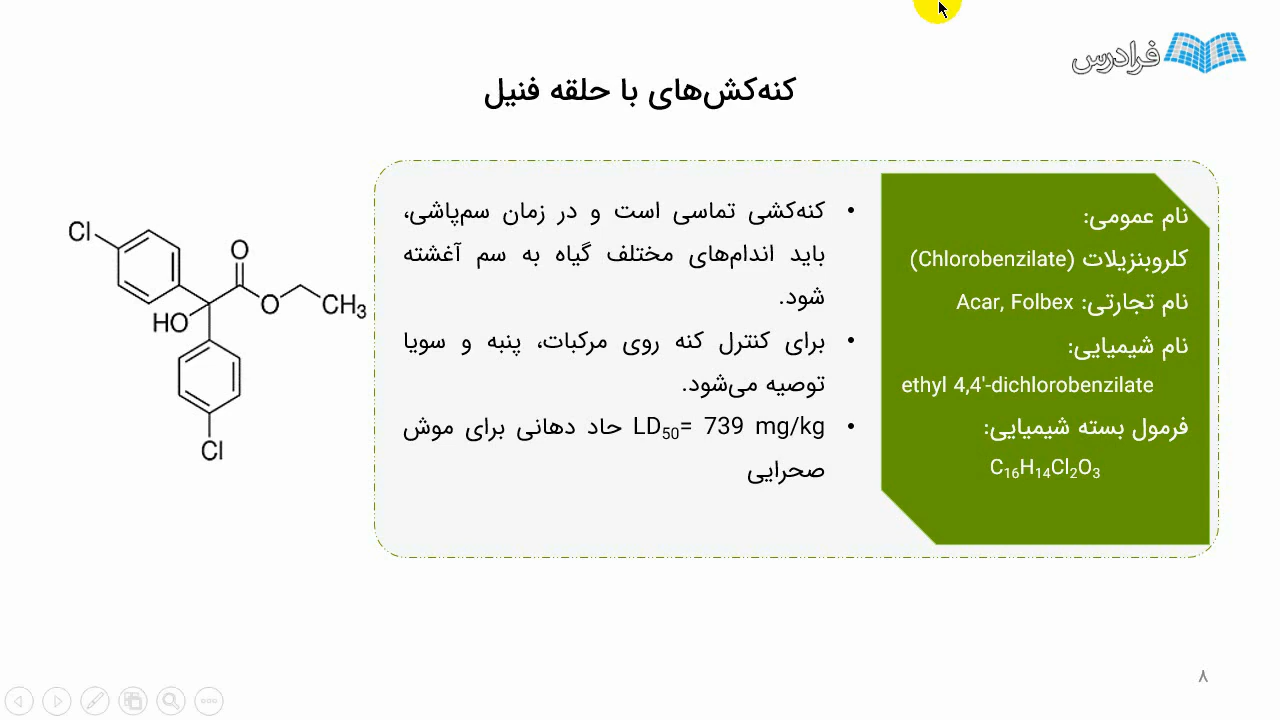 فرادرس
کنه‌کش‌های با حلقه فنیل
نام عمومی:
کلروبنزیلات (Chlorobenzilate)
نام تجارتی: Acar, Folbex
نام شیمیایی:
ethyl 4,4'-dichlorobenzilate
فرمول بسته شیمیایی:
C16H14Cl2O3
• کنه‌کشی تماسی است و در زمان سم‌پاشی،
باید اندام‌های مختلف گیاه به سم آغشته
شود.
• برای کنترل کنه روی مرکبات، پنبه و سویا
توصیه می‌شود.
• LD50= 739 mg/kg حاد دهانی برای موش
صحرایی
Cl
O
O
CH3
HO
Cl
۸